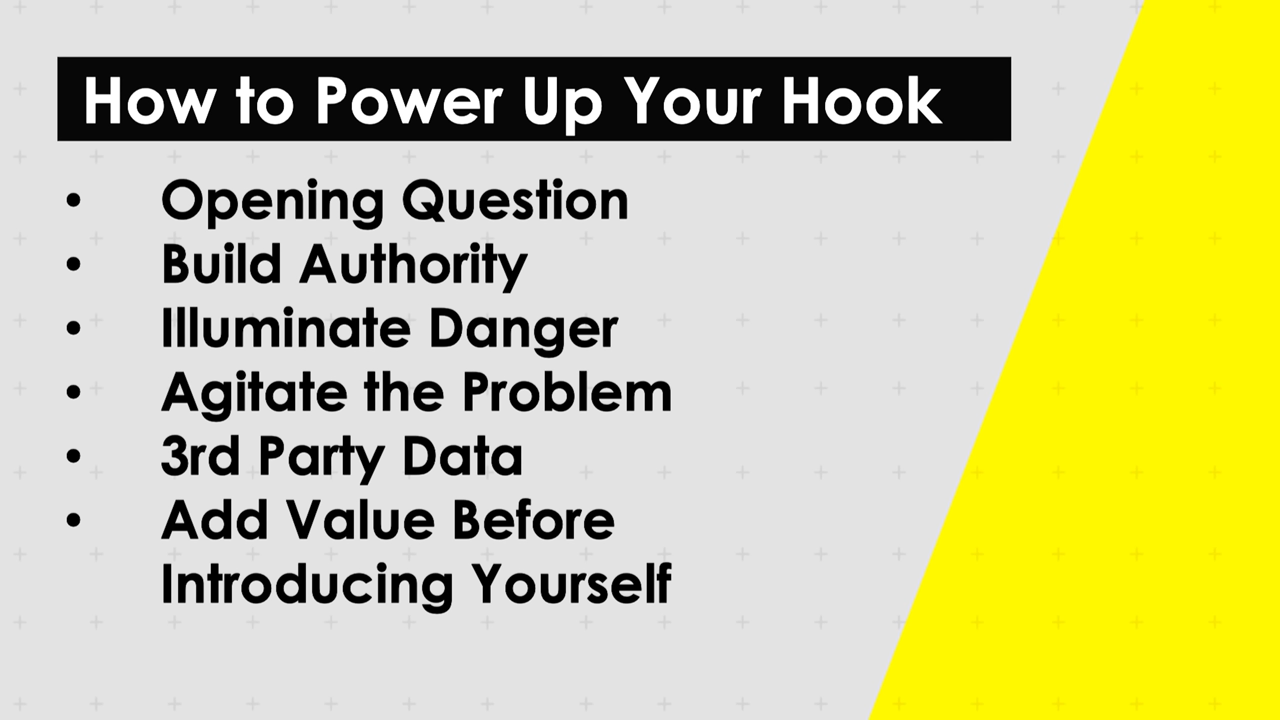 How to Power Up Your Hook
• Opening Question
• Build Authority
• Illuminate Danger
• Agitate the Problem
• 3rd Party Data
• Add Value Before
Introducing Yourself